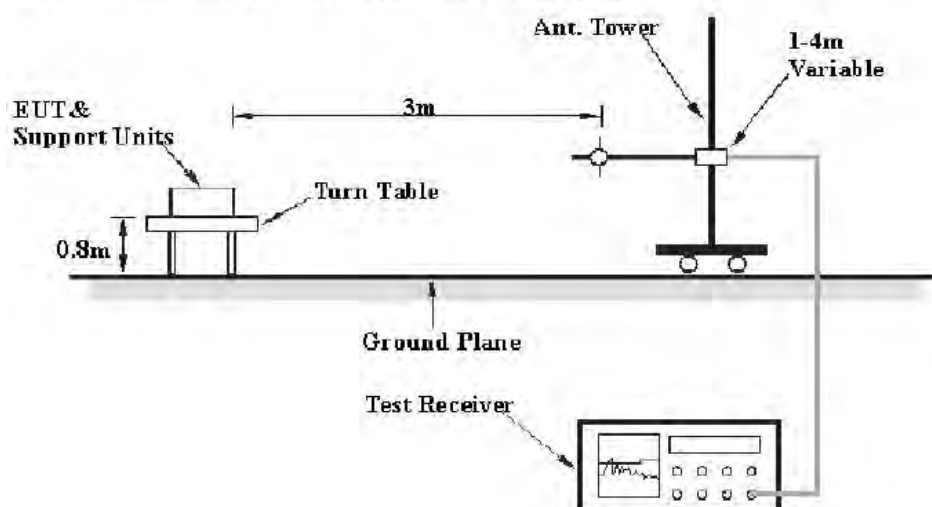 Ant. Tower
1-4m
Variable
EUT &
Support Units
3m
Turn Table
0.8m
Ground Plane
Test Receiver